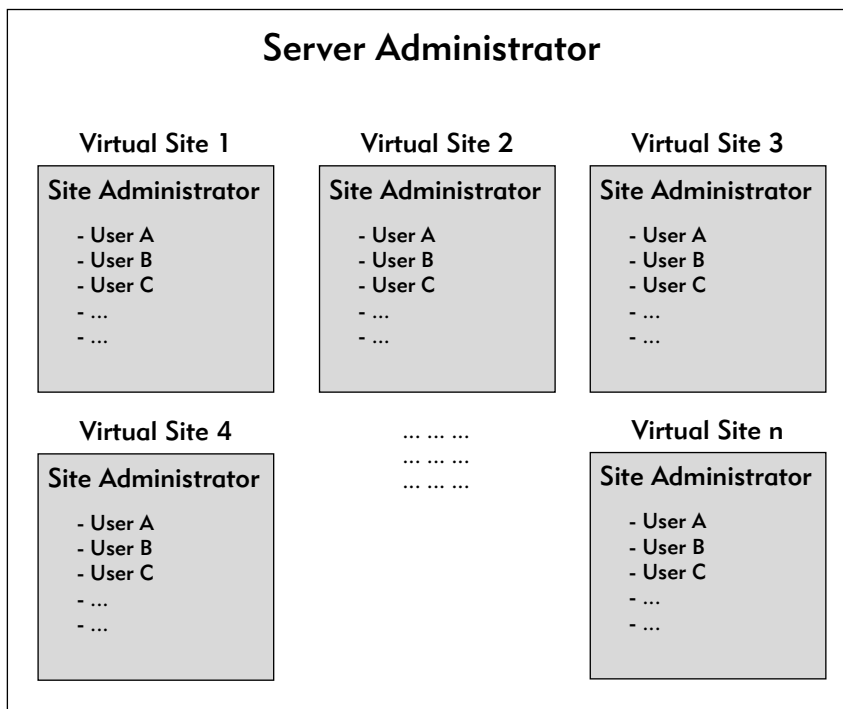 Server Administrator
Virtual Site 1
Site Administrator
- User A
- User B
- User C
- ...
- ...
Virtual Site 2
Site Administrator
- User A
- User B
- User C
- ...
- ...
Virtual Site 3
Site Administrator
- User A
- User B
- User C
- ...
- ...
Virtual Site 4
Site Administrator
- User A
- User B
- User C
- ...
- ...
... ... ...
... ... ...
... ... ...
Virtual Site n
Site Administrator
- User A
- User B
- User C
- ...
- ...